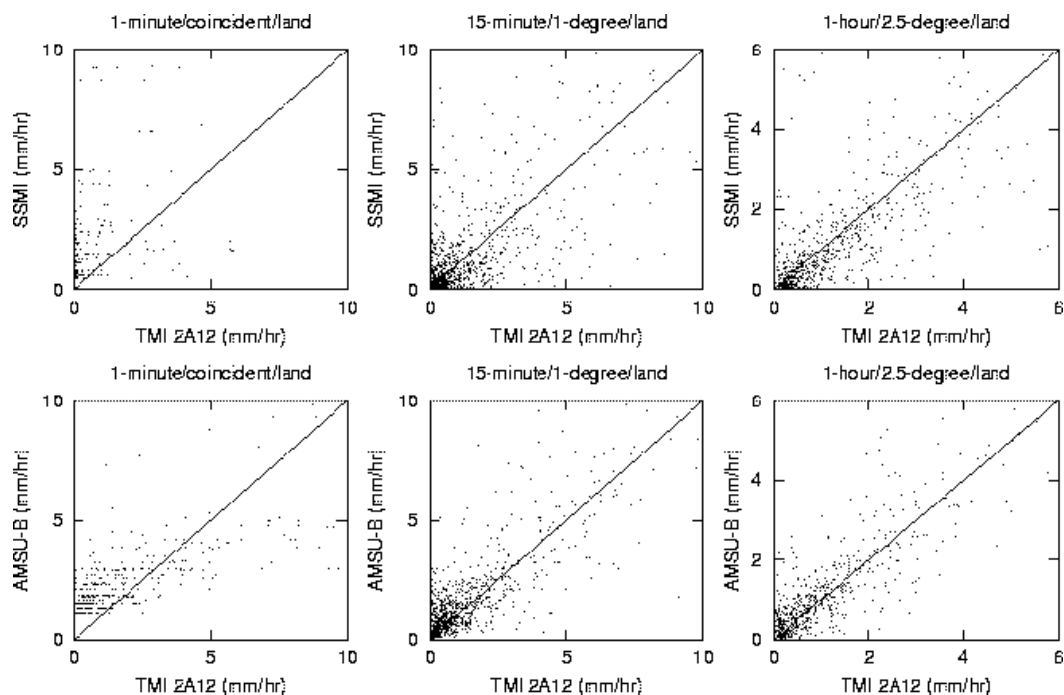 1-minute/coincident/land
15-minute/1-degree/land
1-hour/2.5-degree/land
10
5
0
SSMI (mm/hr)
0
5
10
TMI 2A12 (mm/hr)
10
5
0
SSMI (mm/hr)
0
5
10
TMI 2A12 (mm/hr)
6
4
2
0
SSMI (mm/hr)
0
2
4
6
TMI 2A12 (mm/hr)
1-minute/coincident/land
15-minute/1-degree/land
1-hour/2.5-degree/land
10
5
0
AMSU-B (mm/hr)
0
5
10
TMI 2A12 (mm/hr)
10
5
0
AMSU-B (mm/hr)
0
5
10
TMI 2A12 (mm/hr)
6
4
2
0
AMSU-B (mm/hr)
0
2
4
6
TMI 2A12 (mm/hr)